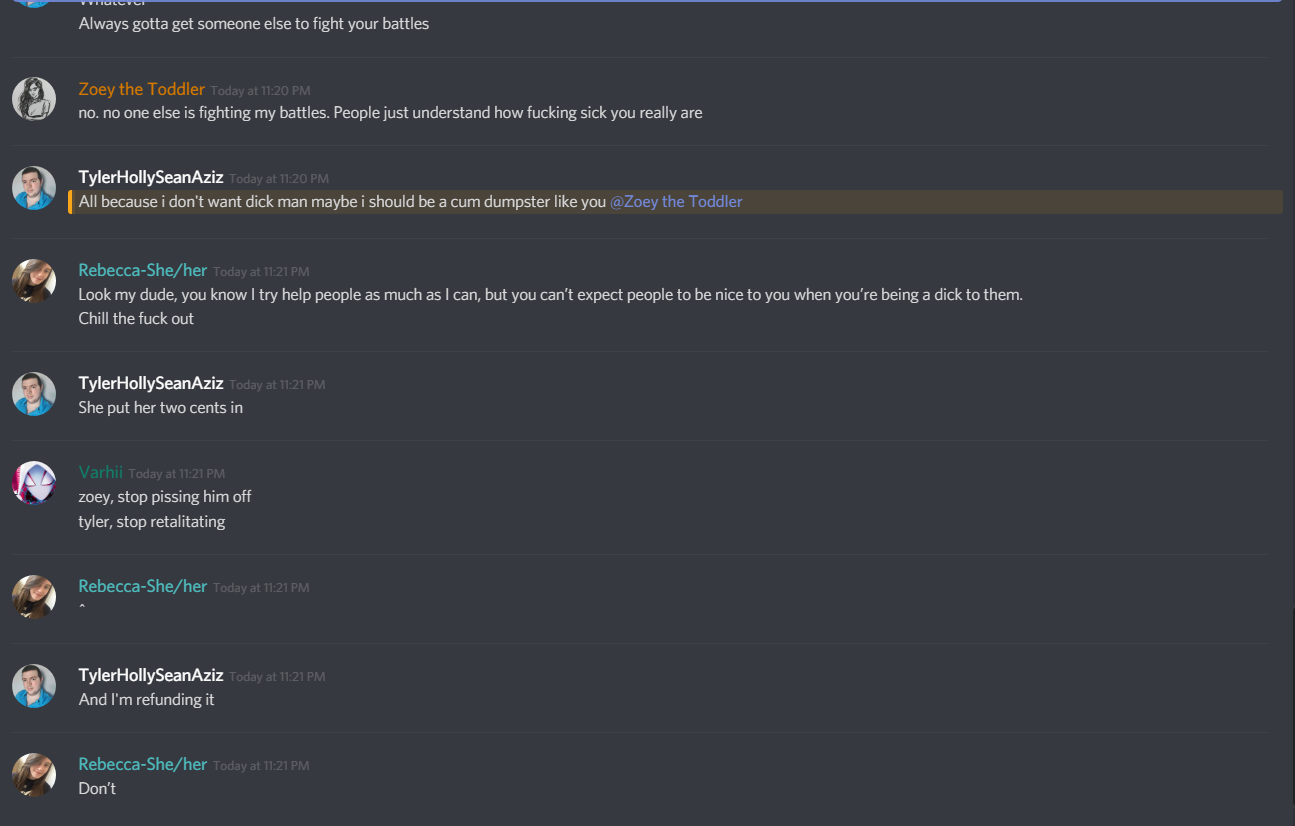 Whatever
Always gotta get someone else to fight your battles
Zoey the Toddler Today at 11:20 PM
no. no one else is fighting my battles. People just understand how fucking sick you really are
TylerHollySeanAziz Today at 11:20 PM
All because i don't want dick man maybe i should be a cum dumpster like you @Zoey the Toddler
Rebecca-She/her Today at 11:21 PM
Look my dude, you know I try help people as much as I can, but you can’t expect people to be nice to you when you’re being a dick to them.
Chill the fuck out
TylerHollySeanAziz Today at 11:21 PM
She put her two cents in
Varhii Today at 11:21 PM
zoey, stop pissing him off
tyler, stop retalitating
Rebecca-She/her Today at 11:21 PM
^
TylerHollySeanAziz Today at 11:21 PM
And I'm refunding it
Rebecca-She/her Today at 11:21 PM
Don’t